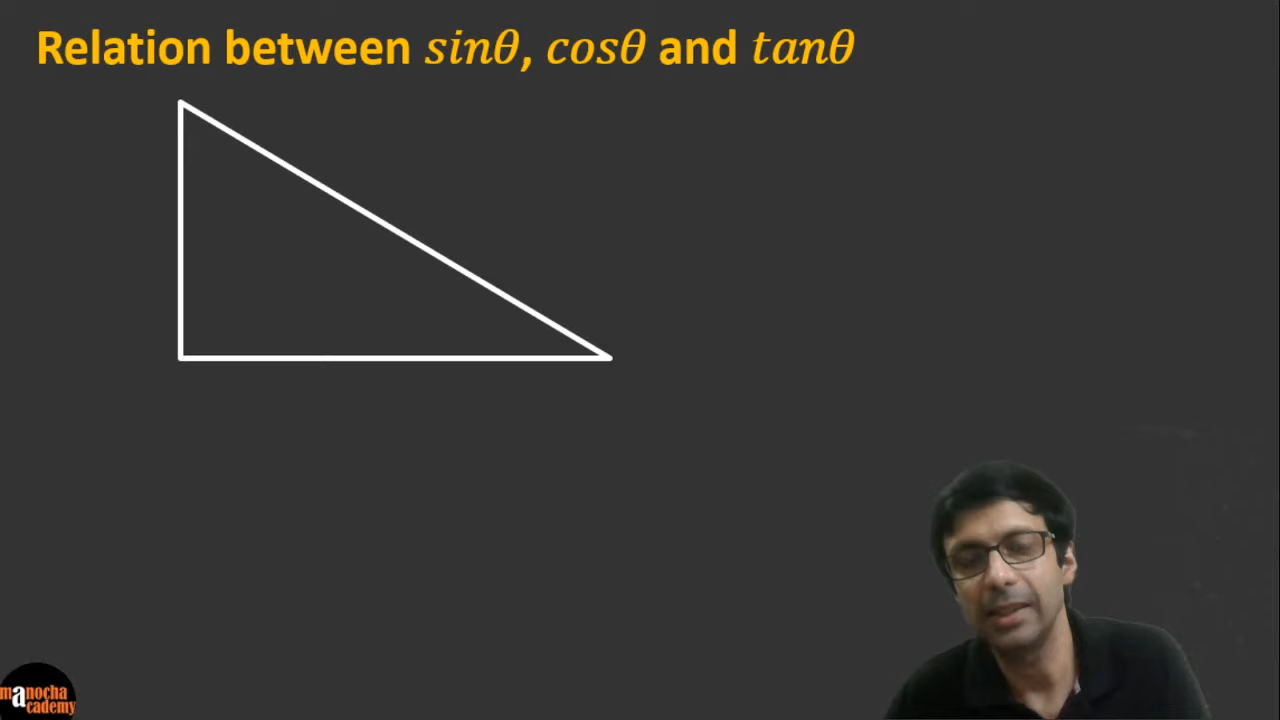 Relation between sinθ, cosθ and tanθ
manocha
academy